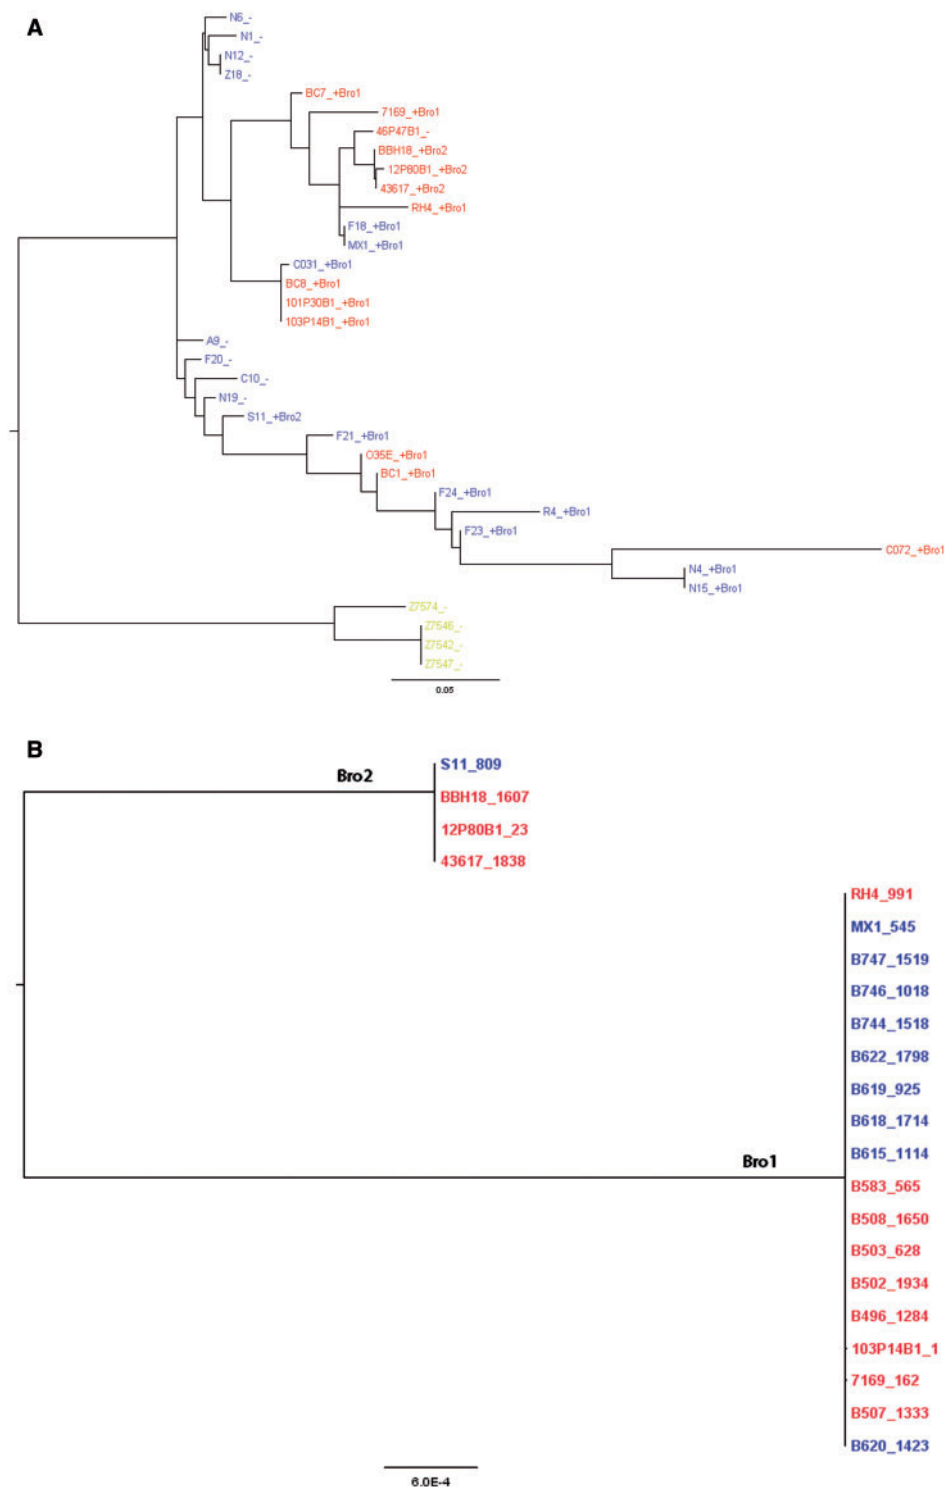 A
N6_-
N1_-
N12_-
Z18_-
BC7_+Bro1
7169_+Bro1
46P47B1_-
BBH18_+Bro2
12P80B1_+Bro2
43617_+Bro2
RH4_+Bro1
F18_+Bro1
MX1_+Bro1
C031_+Bro1
BC8_+Bro1
101P30B1_+Bro1
103P14B1_+Bro1
A9_-
F20_-
C10_-
N19_-
S11_+Bro2
F21_+Bro1
O35E_+Bro1
BC1_+Bro1
F24_+Bro1
R4_+Bro1
F23_+Bro1
C072_+Bro1
N4_+Bro1
N15_+Bro1
Z7574_-
Z7546_-
Z7542_-
Z7547_-
0.05
B
Bro2
S11_809
BBH18_1607
12P80B1_23
43617_1838
RH4_991
MX1_545
B747_1519
B746_1018
B744_1518
B622_1798
B619_925
B618_1714
B615_1114
Bro1
B583_565
B508_1650
B503_628
B502_1934
B496_1284
103P14B1_1
7169_162
B507_1333
B620_1423
6.0E-4